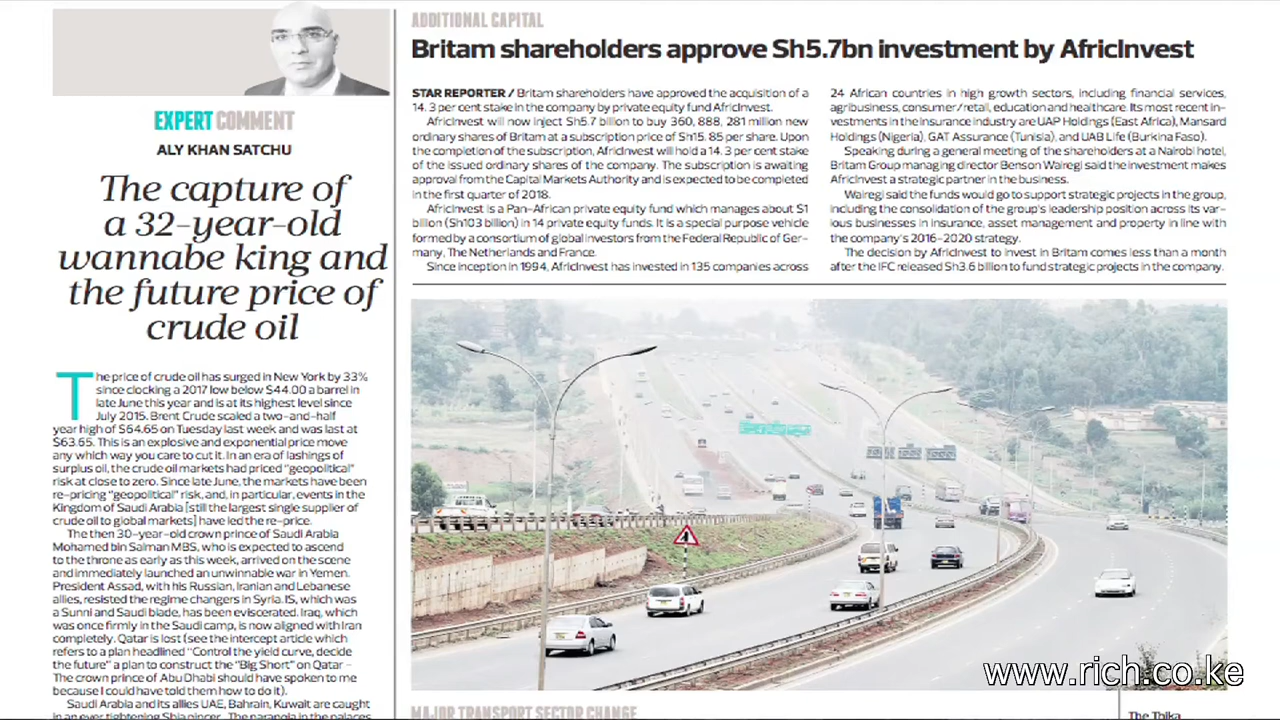 EXPERT COMMENT
ALY KHAN SATCHU
The capture of
a 32-year-old
wannabe king and
the future price of
crude oil
The price of crude oil has surged in New York by 33%
since clocking a 2017 low below $44.00 a barrel in
late June this year and is at its highest level since
July 2015. Brent Crude scaled a two-and-half
year high of $64.65 on Tuesday last week and was last at
$63.65. This is an explosive and exponential price move
any which way you care to cut it. In an era of lashings of
surplus oil, the crude oil markets had priced "geopolitical"
risk at close to zero. Since late June, the markets have been
re-pricing "geopolitical" risk, and, in particular, events in the
Kingdom of Saudi Arabia [still the largest single supplier of
crude oil to global markets] have led the re-price.
The then 30-year-old crown prince of Saudi Arabia
Mohamed bin Salman MBS, who is expected to ascend
to the throne as early as this week, arrived on the scene
and immediately launched an unwinnable war in Yemen.
President Assad, with his Russian, Iranian and Lebanese
allies, resisted the regime changers in Syria. IS, which was
a Sunni and Saudi blade, has been eviscerated. Iraq, which
was once firmly in the Saudi camp, is now aligned with Iran
completely. Qatar is lost (see the intercept article which
refers to a plan headlined "Control the yield curve, decide
the future" a plan to construct the "Big Short" on Qatar –
The crown prince of Abu Dhabi should have spoken to me
because I could have told them how to do it).
Saudi Arabia and its allies UAE, Bahrain, Kuwait are caught
in an ever tightening Shia pincer. The paranoia in the palaces
ADDITIONAL CAPITAL
Britam shareholders approve Sh5.7bn investment by AfricInvest
STAR REPORTER / Britam shareholders have approved the acquisition of a
14.3 per cent stake in the company by private equity fund AfricInvest.
AfricInvest will now inject Sh5.7 billion to buy 360, 888, 281 million new
ordinary shares of Britam at a subscription price of Sh15. 85 per share. Upon
the completion of the subscription, AfricInvest will hold a 14.3 per cent stake
of the issued ordinary shares of the company. The subscription is awaiting
approval from the Capital Markets Authority and is expected to be completed
in the first quarter of 2018.
AfricInvest is a Pan-African private equity fund which manages about $1
billion (Sh103 billion) in 14 private equity funds. It is a special purpose vehicle
formed by a consortium of global investors from the Federal Republic of Ger-
many, The Netherlands and France.
Since inception in 1994, AfricInvest has invested in 135 companies across
24 African countries in high growth sectors, including financial services,
agribusiness, consumer/retail, education and healthcare. Its most recent in-
vestments in the insurance industry are UAP Holdings (East Africa), Mansard
Holdings (Nigeria), GAT Assurance (Tunisia), and UAB Life (Burkina Faso).
Speaking during a general meeting of the shareholders at a Nairobi hotel,
Britam Group managing director Benson Wairegi said the investment makes
AfricInvest a strategic partner in the business.
Wairegi said the funds would go to support strategic projects in the group,
including the consolidation of the group's leadership position across its var-
ious businesses in insurance, asset management and property in line with
the company's 2016-2020 strategy.
The decision by AfricInvest to invest in Britam comes less than a month
after the IFC released Sh3.6 billion to fund strategic projects in the company.
www.rich.co.ke
MAJOR TRANSPORT SECTOR CHANGE
The Thika